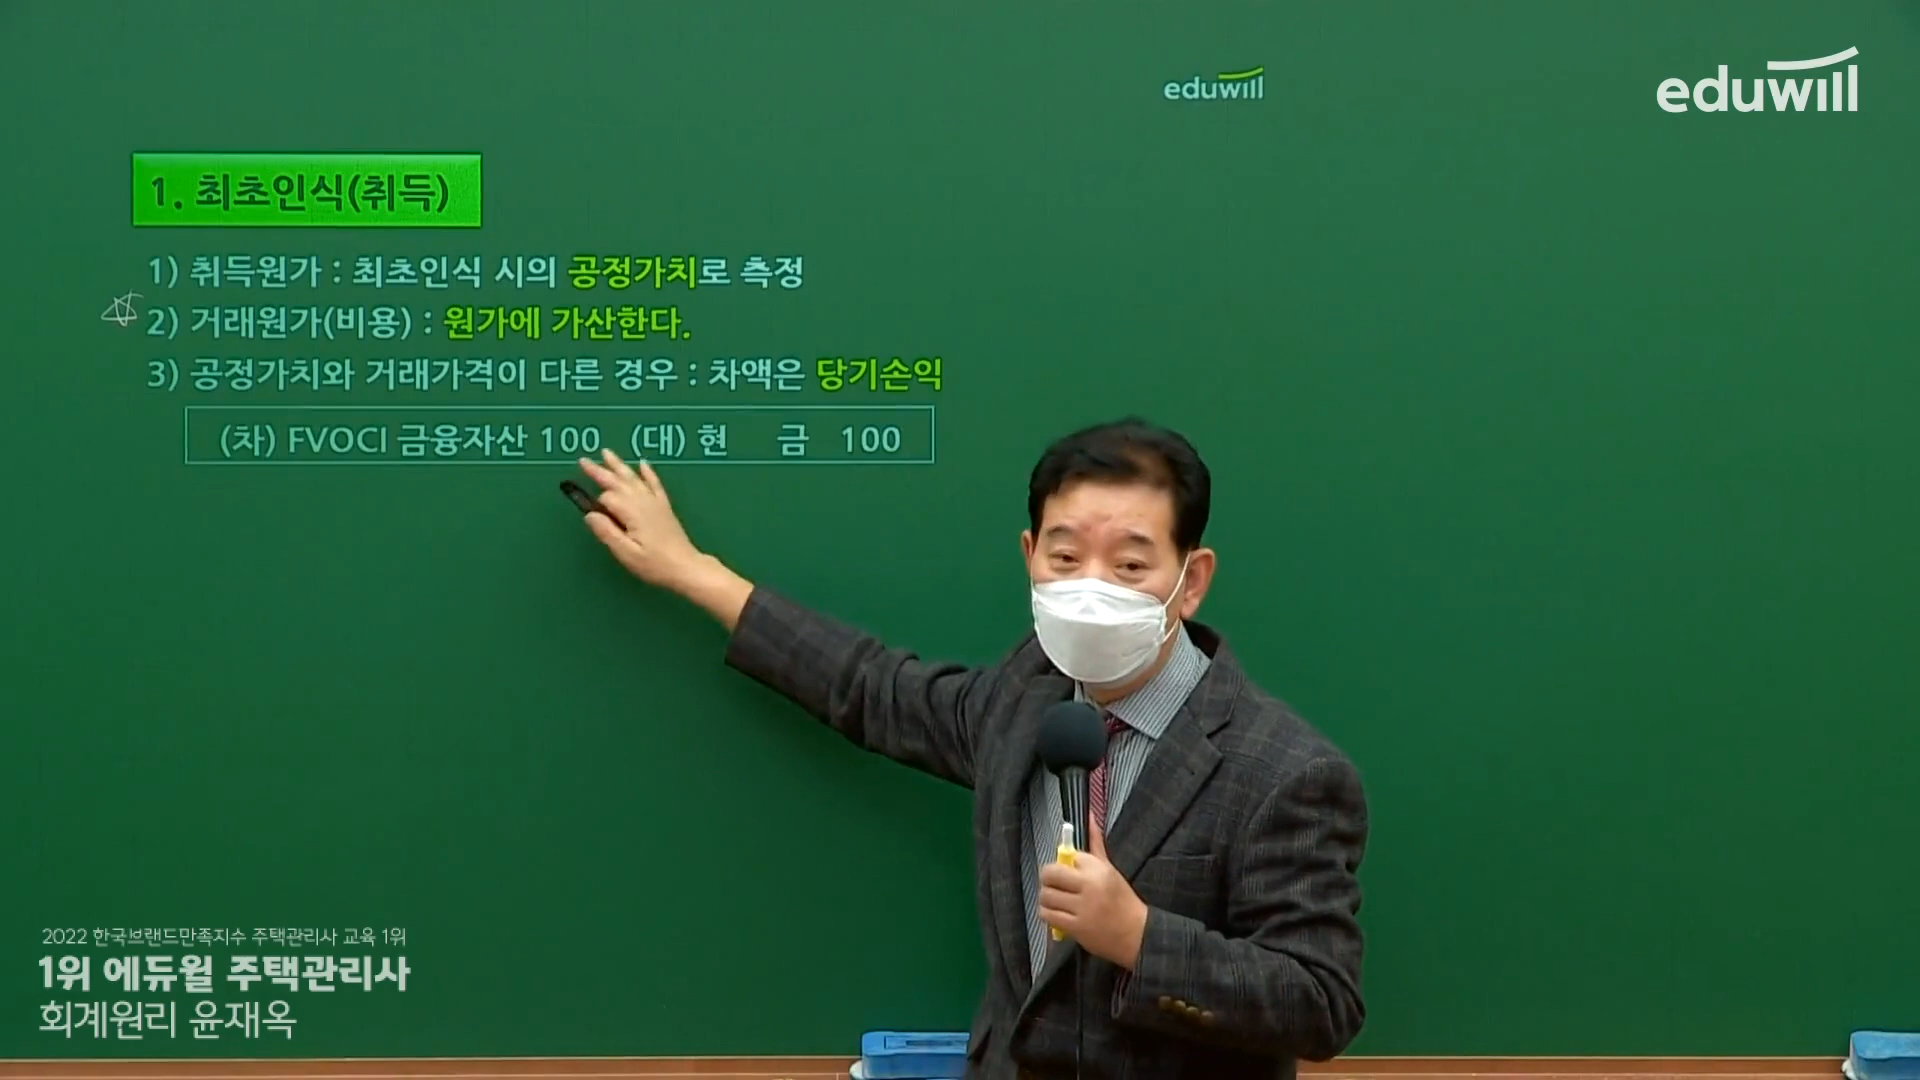 eduwill
eduwill
1. 최초인식(취득)
1) 취득원가 : 최초인식 시의 공정가치로 측정
2) 거래원가(비용) : 원가에 가산한다.
3) 공정가치와 거래가격이 다른 경우 : 차액은 당기손익
(차) FVOCI 금융자산 100 (대) 현 금 100
2022 한국브랜드만족지수 주택관리사 교육 1위
1위 에듀윌 주택관리사
회계원리 윤재옥